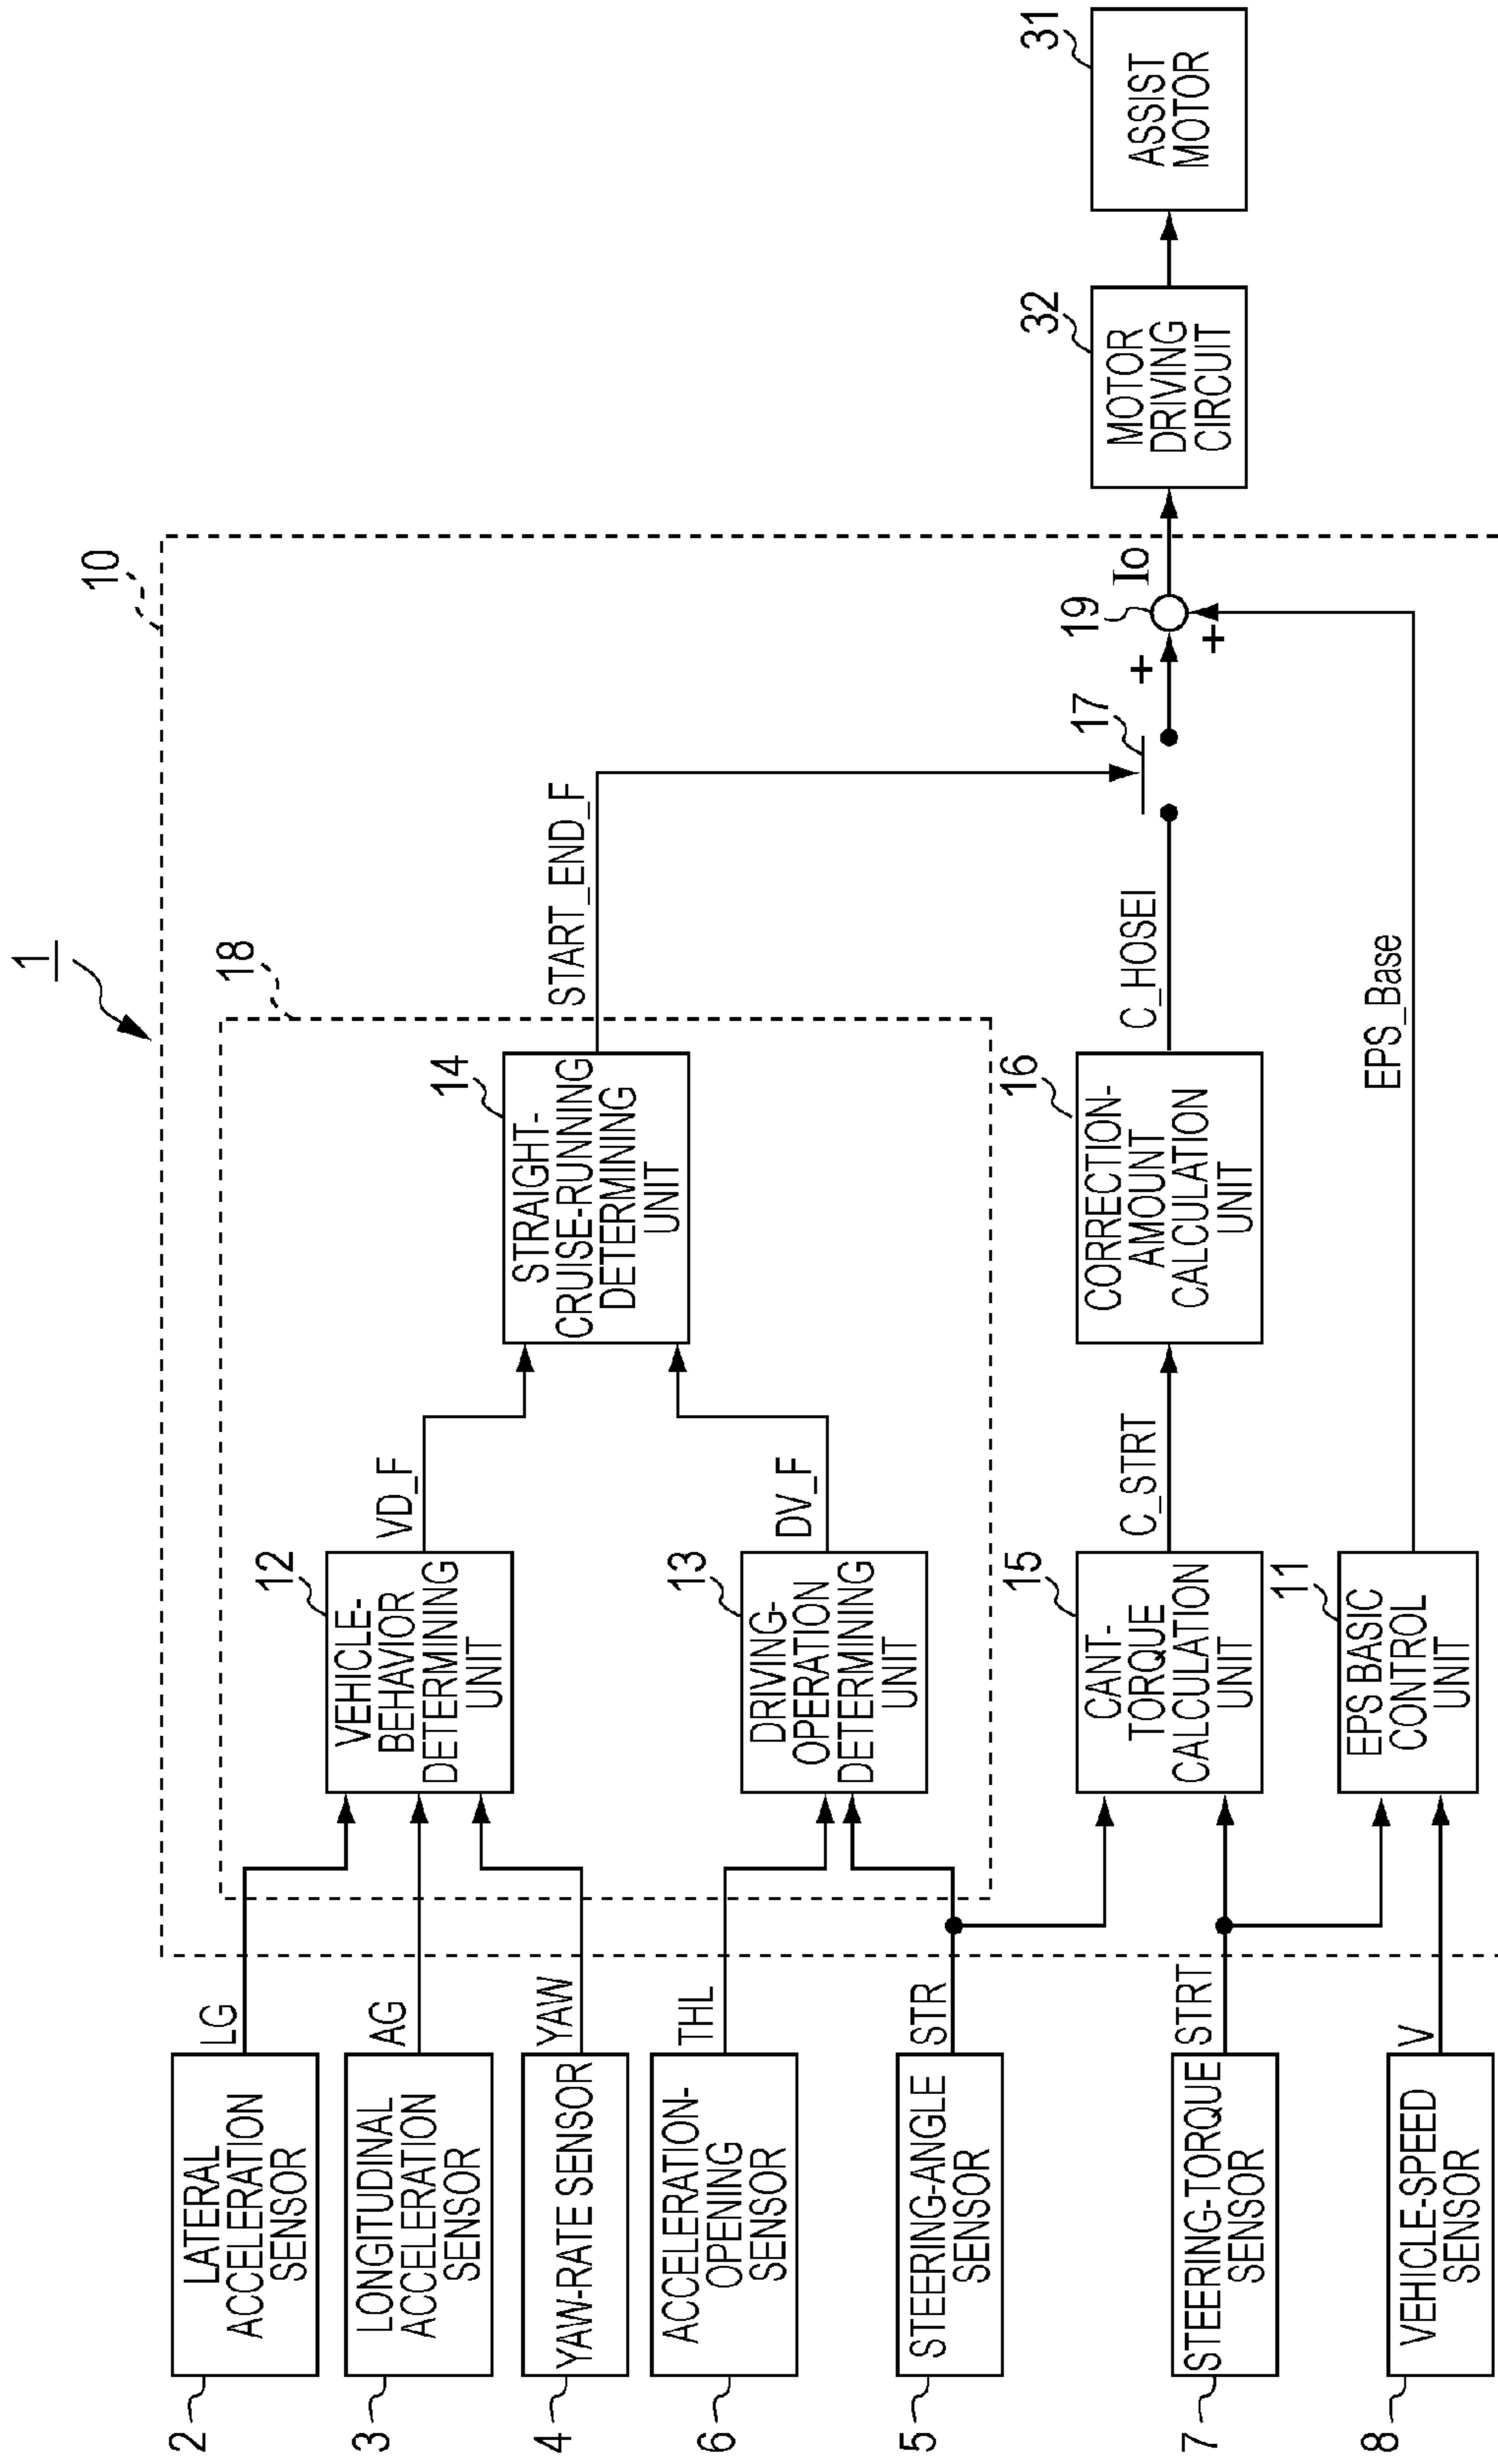 1
10
18
2
LATERAL
ACCELERATION
SENSOR
LG
3
LONGITUDINAL
ACCELERATION
SENSOR
AG
4
YAW-RATE SENSOR
YAW
6
ACCELERATION-
OPENING
SENSOR
THL
5
STEERING-ANGLE
SENSOR
STR
7
STEERING-TORQUE
SENSOR
STRT
8
VEHICLE-SPEED
SENSOR
V
12
VEHICLE-
BEHAVIOR
DETERMINING
UNIT
VD_F
13
DRIVING-
OPERATION
DETERMINING
UNIT
DV_F
14
STRAIGHT-
CRUISE-RUNNING
DETERMINING
UNIT
START_END_F
15
CANT-
TORQUE
CALCULATION
UNIT
C_STRT
16
CORRECTION-
AMOUNT
CALCULATION
UNIT
C_HOSEI
11
EPS BASIC
CONTROL
UNIT
EPS_Base
17
+
+
19
Io
32
MOTOR
DRIVING
CIRCUIT
31
ASSIST
MOTOR